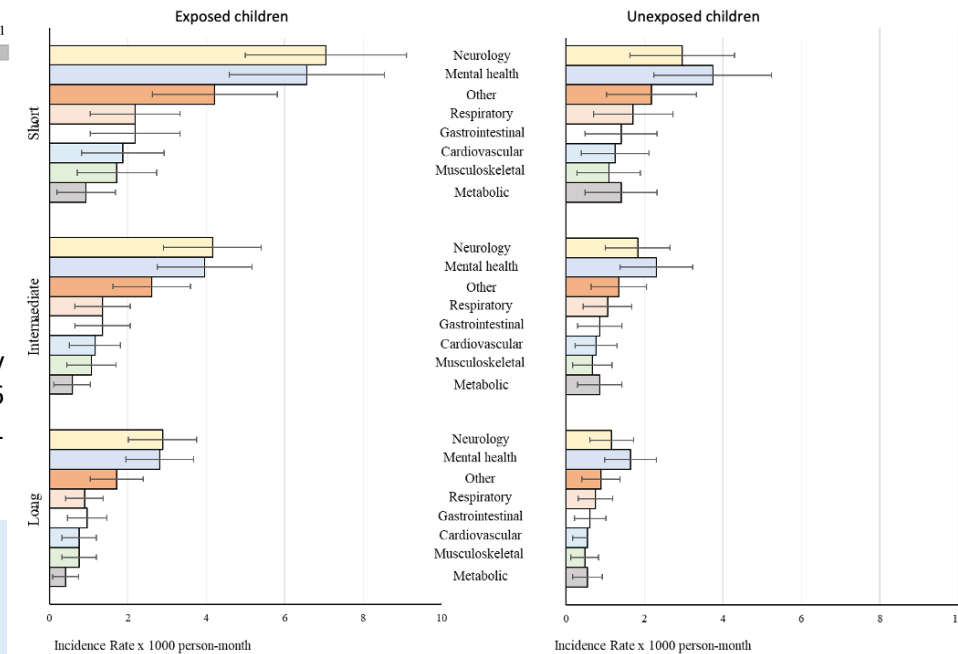 Exposed children
Unexposed children
l
Short
Neurology
Mental health
Other
Respiratory
Gastrointestinal
Cardiovascular
Musculoskeletal
Metabolic
Intermediate
Neurology
Mental health
Other
Respiratory
Gastrointestinal
Cardiovascular
Musculoskeletal
Metabolic
Long
Neurology
Mental health
Other
Respiratory
Gastrointestinal
Cardiovascular
Musculoskeletal
Metabolic
0 2 4 6 8 10
0 2 4 6 8
Incidence Rate x 1000 person-month
Incidence Rate x 1000 person-month